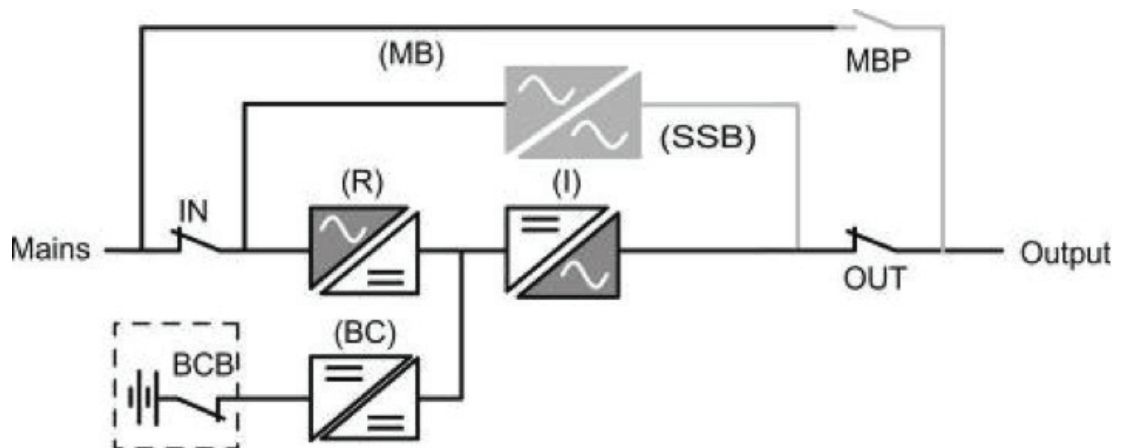 (MB)
MBP
(SSB)
(R)
(I)
IN
Mains
OUT
Output
(BC)
BCB